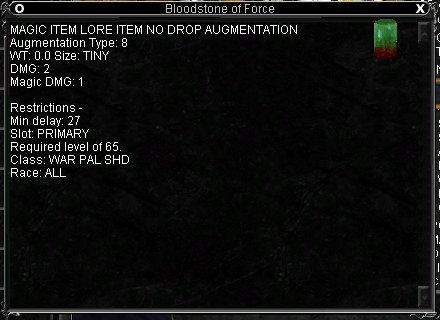 O Bloodstone of Force X
MAGIC ITEM LORE ITEM NO DROP AUGMENTATION
Augmentation Type: 8
WT: 0.0 Size: TINY
DMG: 2
Magic DMG: 1
Restrictions -
Min delay: 27
Slot: PRIMARY
Required level of 65.
Class: WAR PAL SHD
Race: ALL